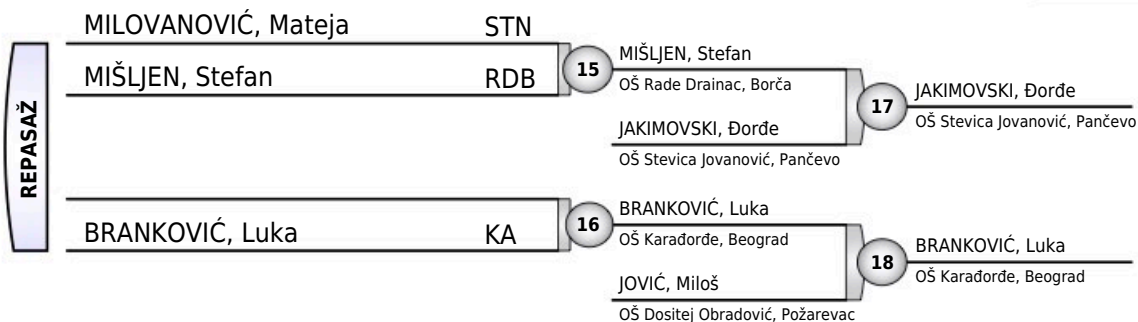 REPASAŽ
MILOVANOVIĆ, Mateja STN
MIŠLJEN, Stefan RDB
15
MIŠLJEN, Stefan
OŠ Rade Drainac, Borča
JAKIMOVSKI, Đorđe
OŠ Stevica Jovanović, Pančevo
17
JAKIMOVSKI, Đorđe
OŠ Stevica Jovanović, Pančevo
BRANKOVIĆ, Luka KA
16
BRANKOVIĆ, Luka
OŠ Karađorđe, Beograd
JOVIĆ, Miloš
OŠ Dositej Obradović, Požarevac
18
BRANKOVIĆ, Luka
OŠ Karađorđe, Beograd